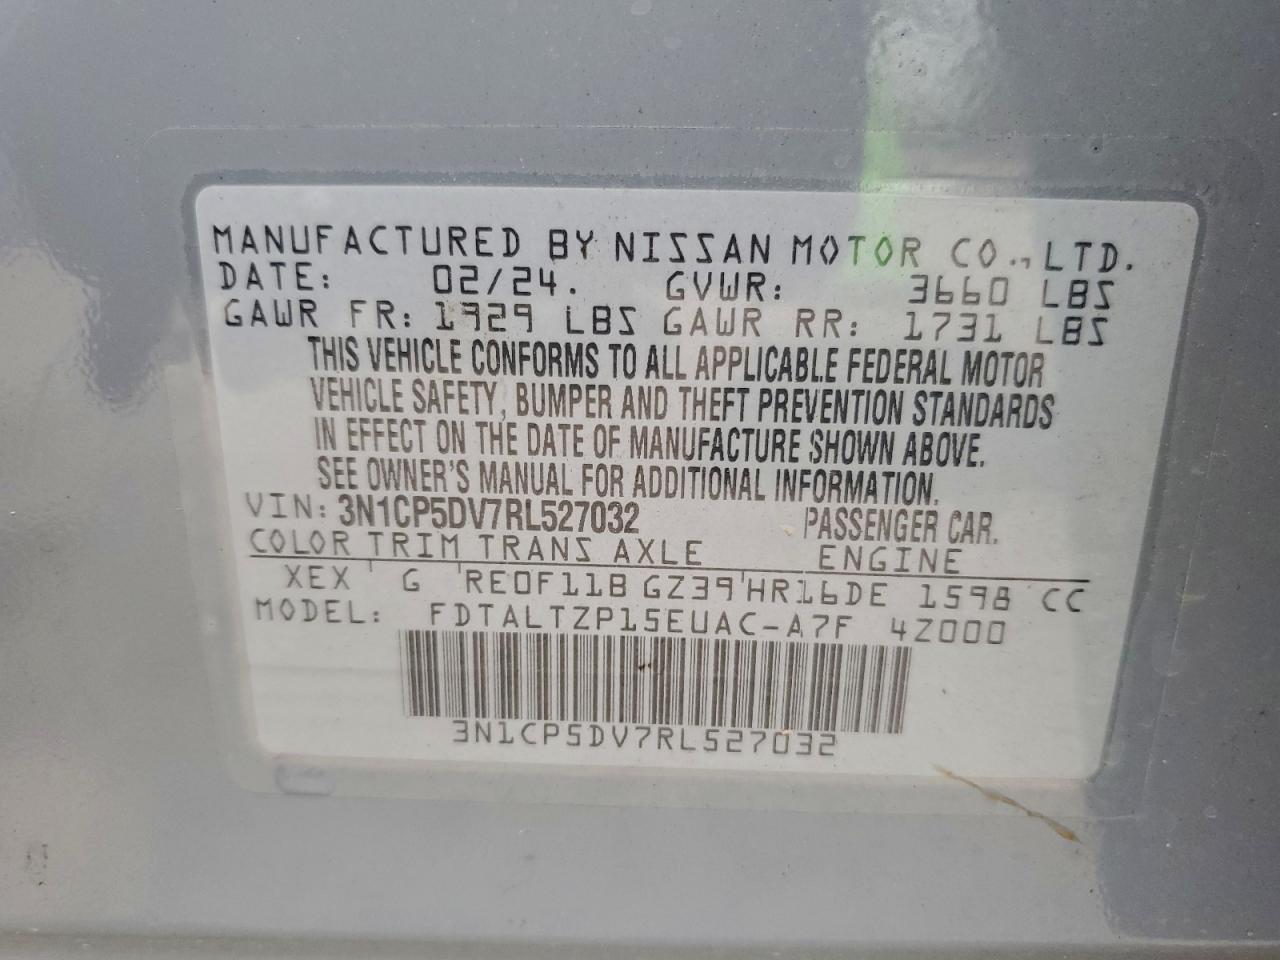 MANUFACTURED BY NISSAN MOTOR CO., LTD.
DATE: 02/24. GVWR: 3660 LBS
GAWR FR: 1929 LBS GAWR RR: 1731 LBS
THIS VEHICLE CONFORMS TO ALL APPLICABLE FEDERAL MOTOR
VEHICLE SAFETY, BUMPER AND THEFT PREVENTION STANDARDS
IN EFFECT ON THE DATE OF MANUFACTURE SHOWN ABOVE.
SEE OWNER'S MANUAL FOR ADDITIONAL INFORMATION.
VIN: 3N1CP5DV7RL527032 PASSENGER CAR.
COLOR TRIM TRANS AXLE ENGINE
XEX ' G 'RE0F11B GZ39'HR16DE 1598 CC
MODEL: FDTALTZP15EUAC-A7F 4Z000
3N1CP5DV7RL527032